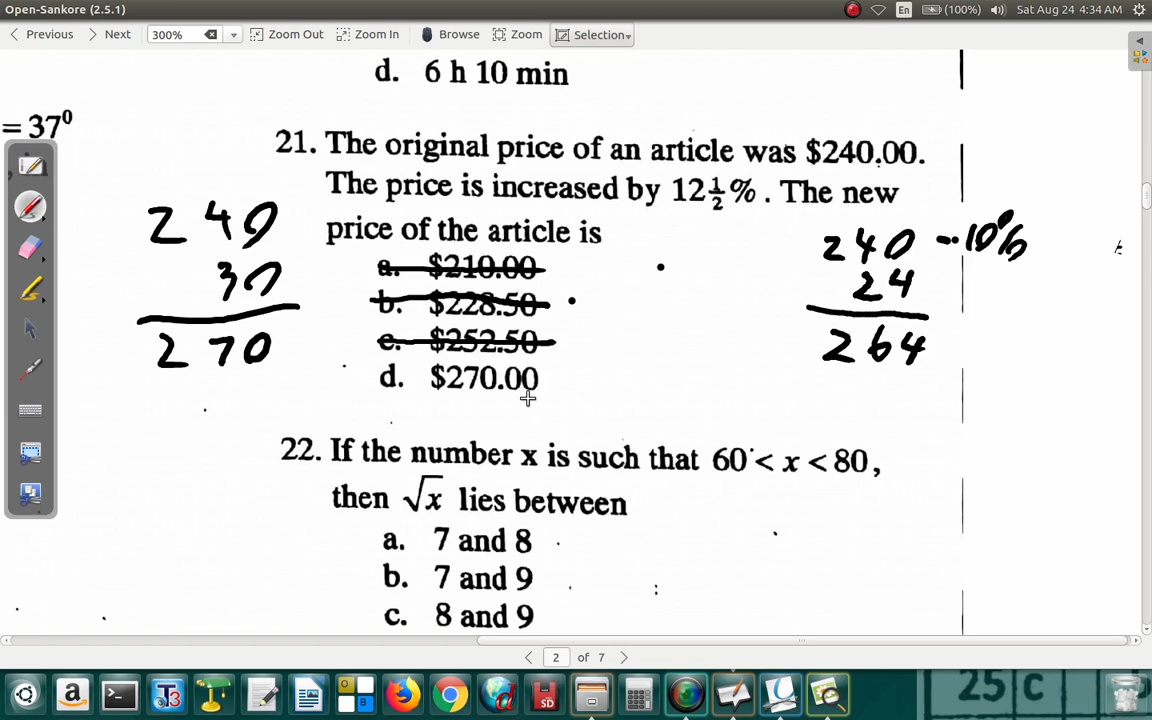 Open-Sankore (2.5.1)
En
(100%)
Sat Aug 24 4:34 AM
Previous
Next
300%
Zoom Out
Zoom In
Browse
Zoom
Selection
d. 6 h 10 min
= 37⁰
21. The original price of an article was $240.00.
The price is increased by 12½%. The new
price of the article is
a. $210.00
b. $228.50
c. $252.50
d. $270.00
240
30
270
240 -10%
24
264
22. If the number x is such that 60 < x < 80,
then √x lies between
a. 7 and 8
b. 7 and 9
c. 8 and 9
2 of 7
T3
SD
25 C